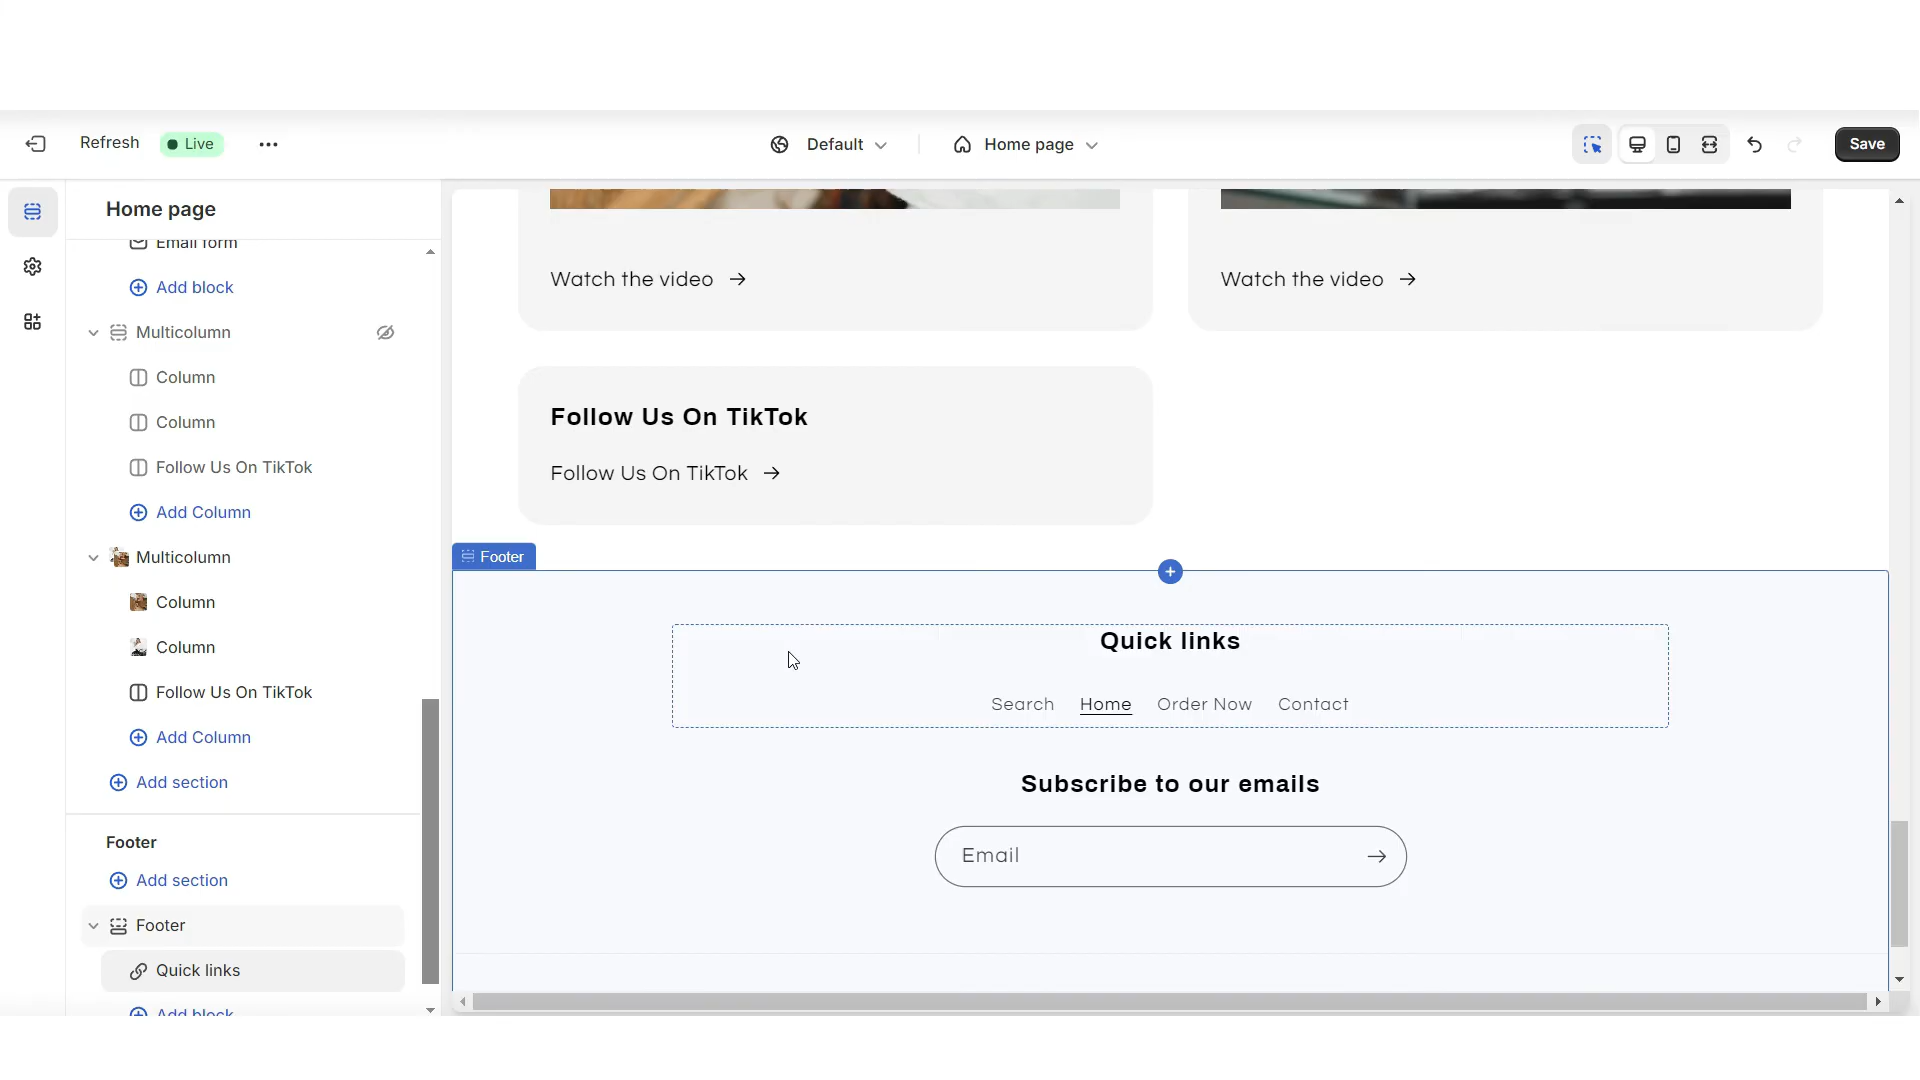 Refresh
Live
Default
Home page
Save
Home page
Email form
Add block
Multicolumn
Column
Column
Follow Us On TikTok
Add Column
Multicolumn
Column
Column
Follow Us On TikTok
Add Column
Add section
Footer
Add section
Footer
Quick links
Add block
Watch the video →
Watch the video →
Follow Us On TikTok
Follow Us On TikTok →
Footer
Quick links
Search Home Order Now Contact
Subscribe to our emails
Email